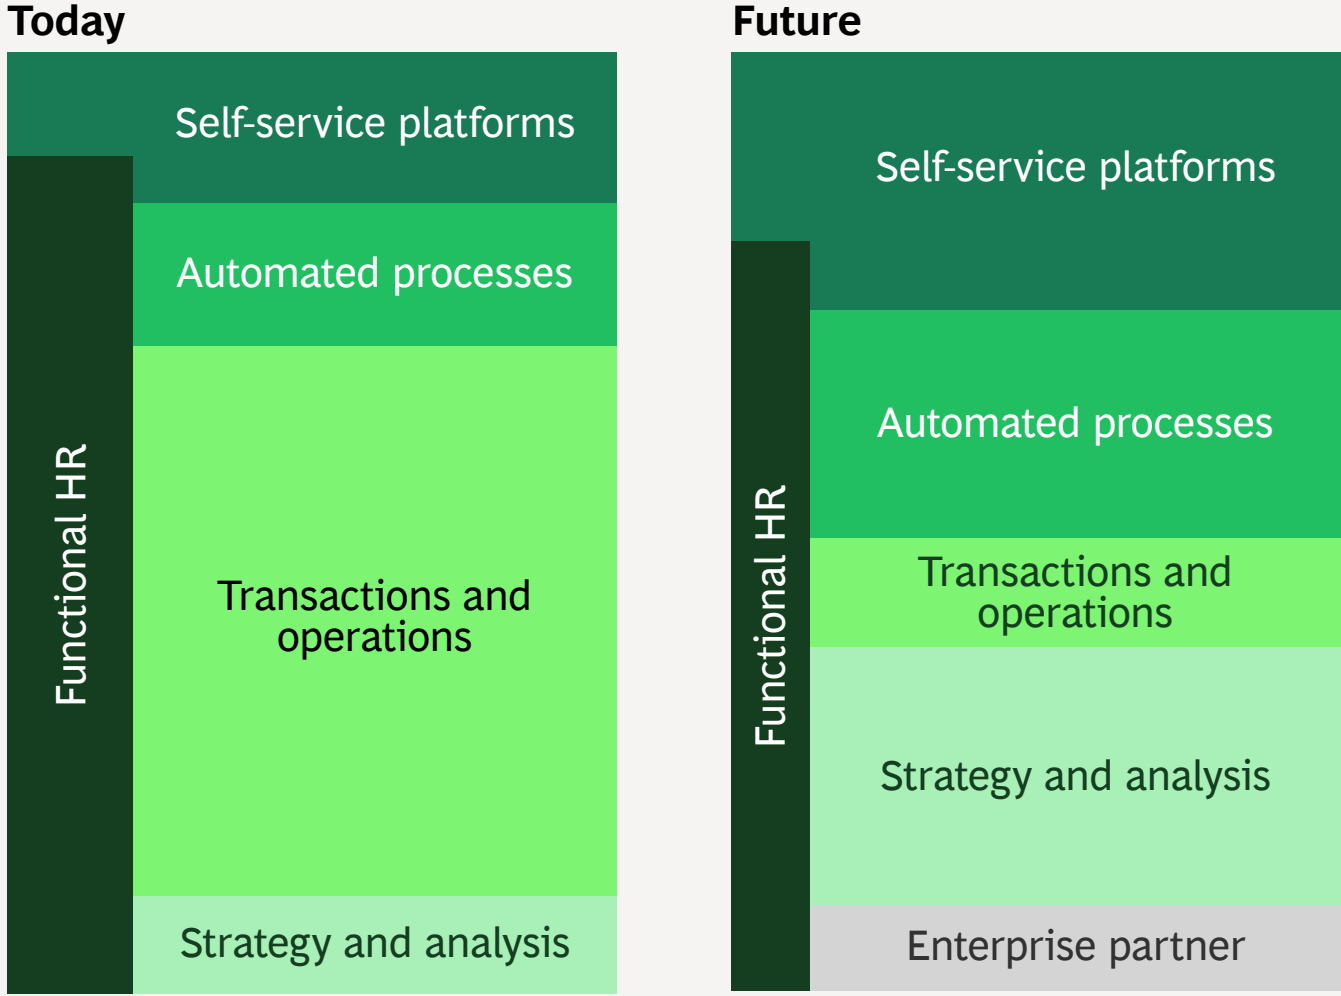 Today
Self-service platforms
Automated processes
Functional HR
Transactions and
operations
Strategy and analysis
Future
Self-service platforms
Automated processes
Functional HR
Transactions and
operations
Strategy and analysis
Enterprise partner